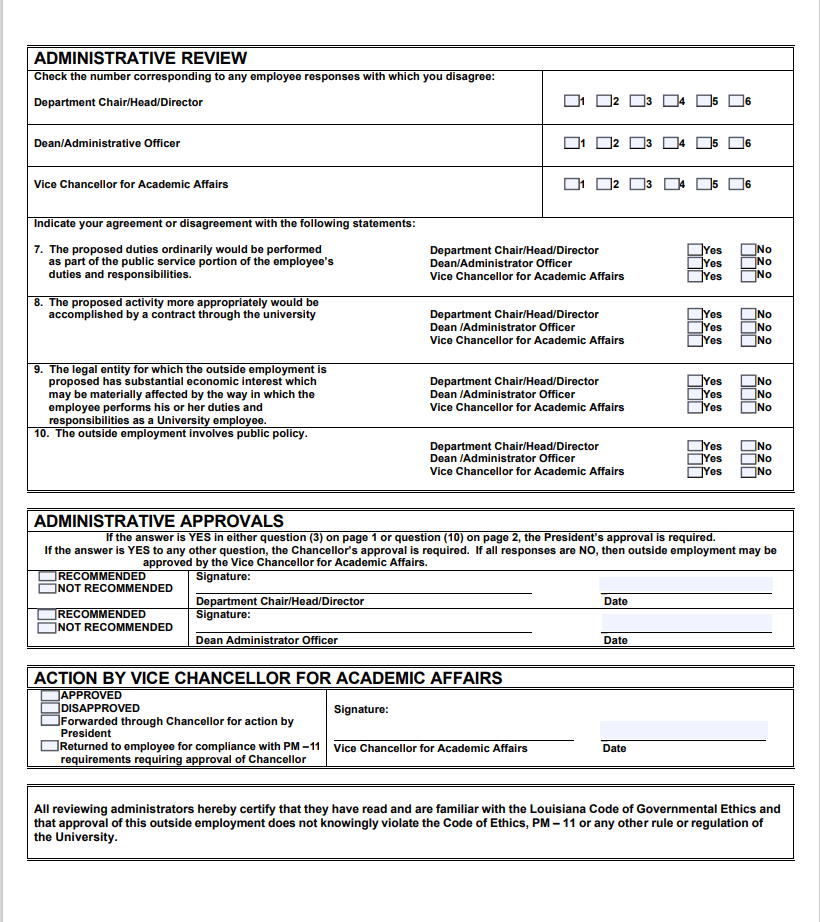 ADMINISTRATIVE REVIEW
Check the number corresponding to any employee responses with which you disagree:
Department Chair/Head/Director 1 2 3 4 5 6
Dean/Administrative Officer 1 2 3 4 5 6
Vice Chancellor for Academic Affairs 1 2 3 4 5 6
Indicate your agreement or disagreement with the following statements:
7. The proposed duties ordinarily would be performed
as part of the public service portion of the employee's
duties and responsibilities.
Department Chair/Head/Director Yes No
Dean/Administrator Officer Yes No
Vice Chancellor for Academic Affairs Yes No
8. The proposed activity more appropriately would be
accomplished by a contract through the university
Department Chair/Head/Director Yes No
Dean /Administrator Officer Yes No
Vice Chancellor for Academic Affairs Yes No
9. The legal entity for which the outside employment is
proposed has substantial economic interest which
may be materially affected by the way in which the
employee performs his or her duties and
responsibilities as a University employee.
Department Chair/Head/Director Yes No
Dean /Administrator Officer Yes No
Vice Chancellor for Academic Affairs Yes No
10. The outside employment involves public policy.
Department Chair/Head/Director Yes No
Dean /Administrator Officer Yes No
Vice Chancellor for Academic Affairs Yes No
ADMINISTRATIVE APPROVALS
If the answer is YES in either question (3) on page 1 or question (10) on page 2, the President's approval is required.
If the answer is YES to any other question, the Chancellor's approval is required. If all responses are NO, then outside employment may be
approved by the Vice Chancellor for Academic Affairs.
RECOMMENDED
NOT RECOMMENDED
Signature:
Department Chair/Head/Director Date
RECOMMENDED
NOT RECOMMENDED
Signature:
Dean Administrator Officer Date
ACTION BY VICE CHANCELLOR FOR ACADEMIC AFFAIRS
APPROVED
DISAPPROVED
Forwarded through Chancellor for action by
President
Returned to employee for compliance with PM –11
requirements requiring approval of Chancellor
Signature:
Vice Chancellor for Academic Affairs Date
All reviewing administrators hereby certify that they have read and are familiar with the Louisiana Code of Governmental Ethics and
that approval of this outside employment does not knowingly violate the Code of Ethics, PM – 11 or any other rule or regulation of
the University.